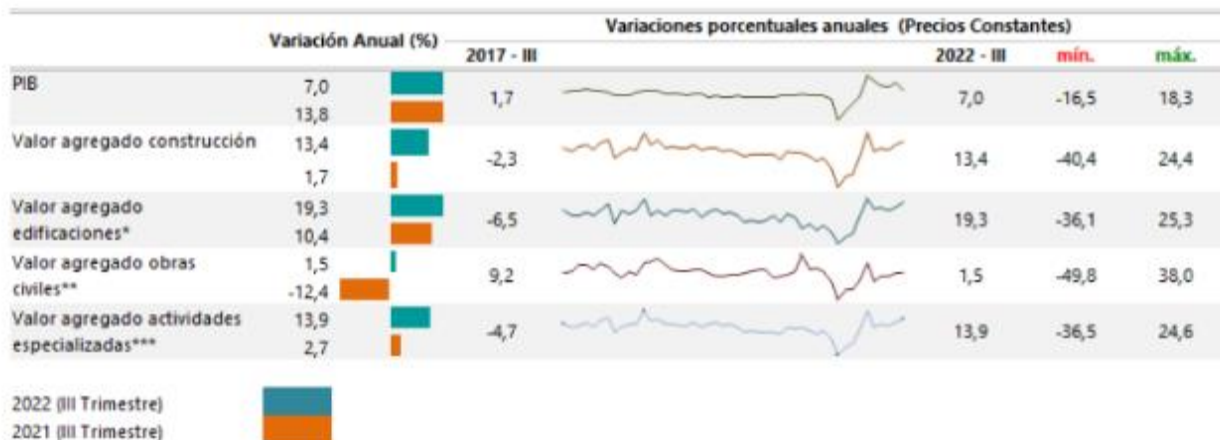 Variación Anual (%)
Variaciones porcentuales anuales (Precios Constantes)
2017 - III
2022 - III
mín.
máx.
PIB
7,0
13,8
1,7
7,0
-16,5
18,3
Valor agregado construcción
13,4
1,7
-2,3
13,4
-40,4
24,4
Valor agregado
edificaciones*
19,3
10,4
-6,5
19,3
-36,1
25,3
Valor agregado obras
civiles**
1,5
-12,4
9,2
1,5
-49,8
38,0
Valor agregado actividades
especializadas***
13,9
2,7
-4,7
13,9
-36,5
24,6
2022 (III Trimestre)
2021 (III Trimestre)